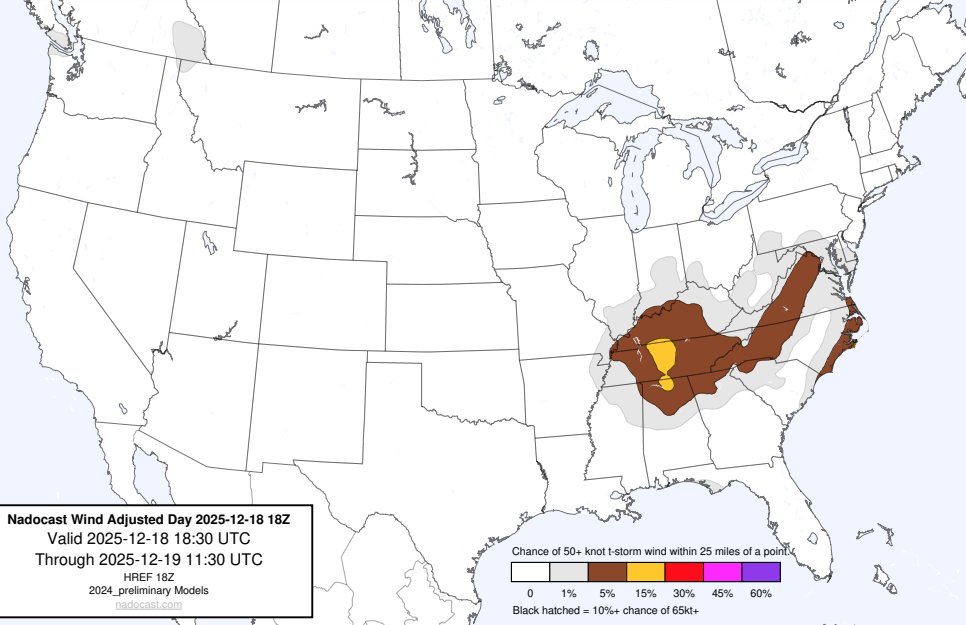 Nadocast Wind Adjusted Day 2025-12-18 18Z
Valid 2025-12-18 18:30 UTC
Through 2025-12-19 11:30 UTC
HREF 18Z
2024_preliminary Models
nadocast.com
Chance of 50+ knot t-storm wind within 25 miles of a point.
0 1% 5% 15% 30% 45% 60%
Black hatched = 10%+ chance of 65kt+